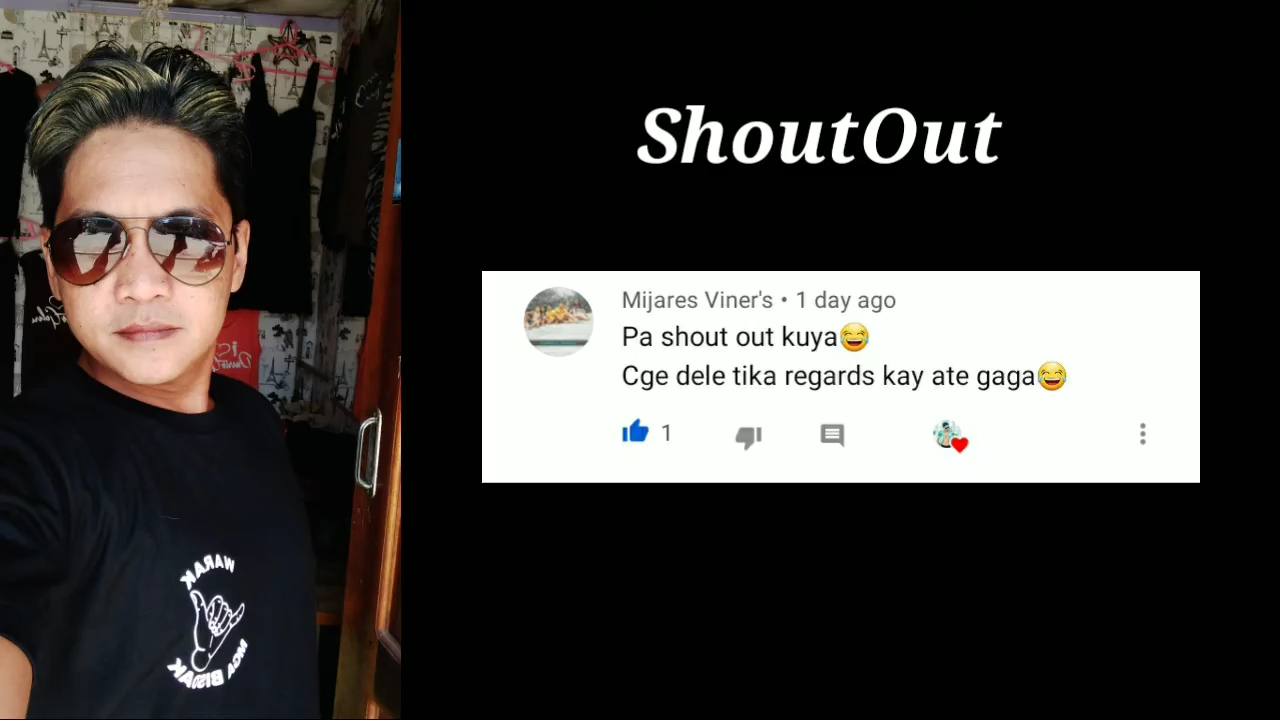 ShoutOut
Mijares Viner's • 1 day ago
Pa shout out kuya😂
Cge dele tika regards kay ate gaga😂
1
WARAK
MGA BISDAK